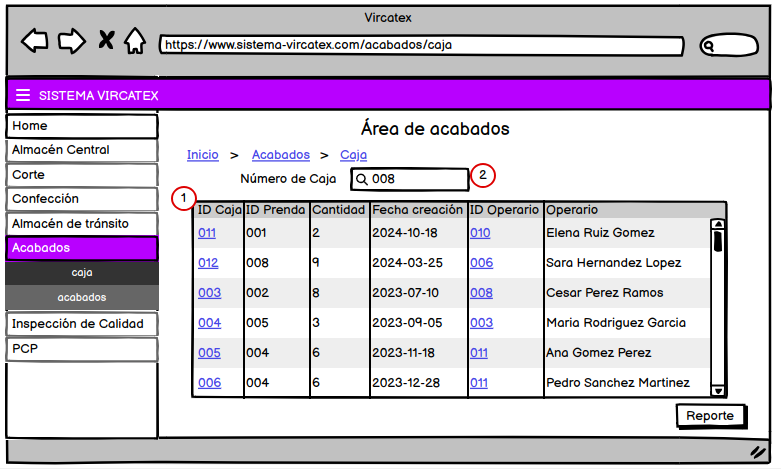 Vircatex
https://www.sistema-vircatex.com/acabados/caja
SISTEMA VIRCATEX
Home
Almacén Central
Corte
Confección
Almacén de tránsito
Acabados
caja
acabados
Inspección de Calidad
PCP
Área de acabados
Inicio > Acabados > Caja
Número de Caja 008 2
1
ID Caja ID Prenda Cantidad Fecha creación ID Operario Operario
011 001 2 2024-10-18 010 Elena Ruiz Gomez
012 008 9 2024-03-25 006 Sara Hernandez Lopez
003 002 8 2023-07-10 008 Cesar Perez Ramos
004 005 3 2023-09-05 003 Maria Rodriguez Garcia
005 004 6 2023-11-18 011 Ana Gomez Perez
006 004 6 2023-12-28 011 Pedro Sanchez Martinez
Reporte